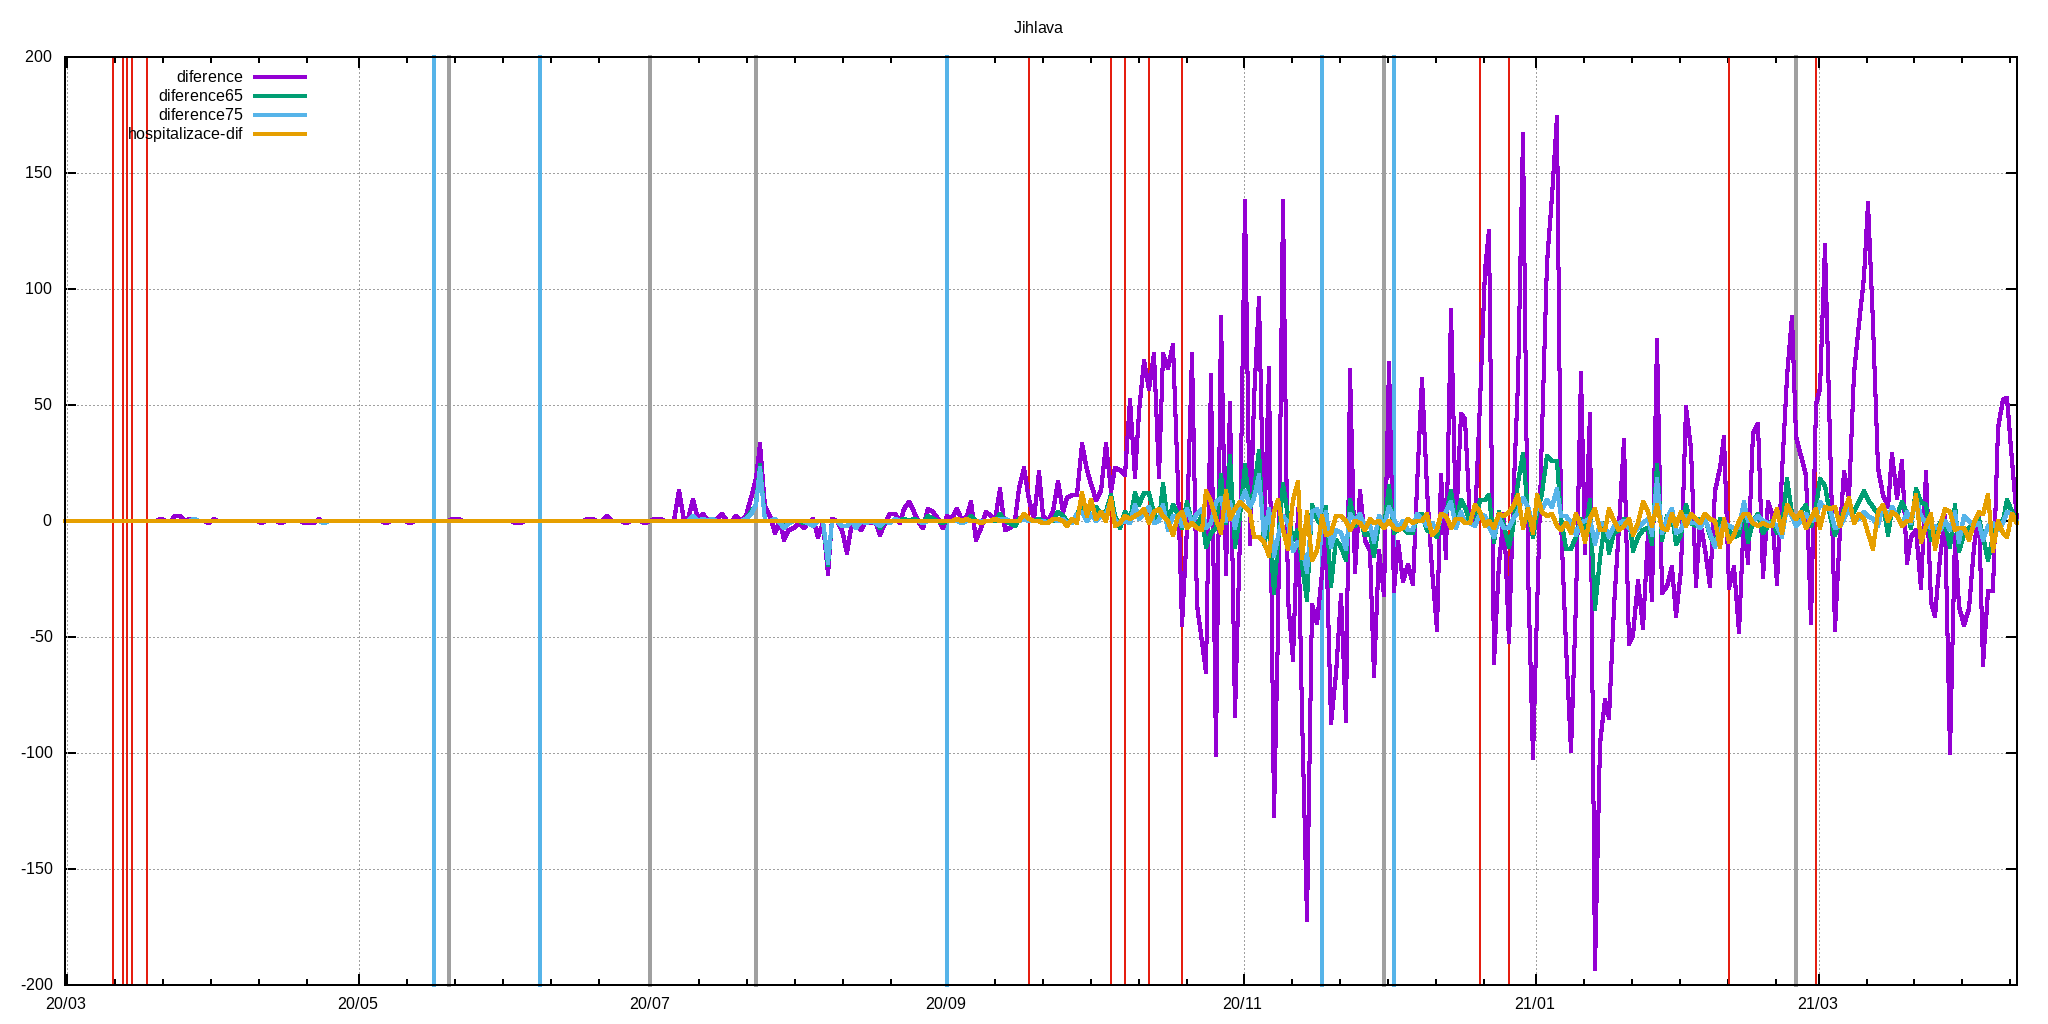 Jihlava
200
150
100
50
0
-50
-100
-150
-200
diference
diference65
diference75
hospitalizace-dif
20/03 20/05 20/07 20/09 20/11 21/01 21/03